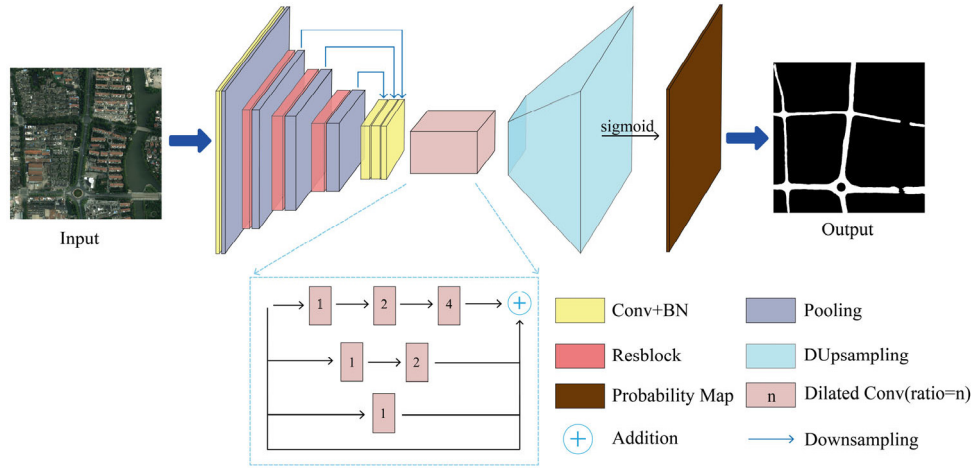 sigmoid
Input
Output
1 2 4
1 2
1
Conv+BN
Pooling
Resblock
DUpsampling
Probability Map
n Dilated Conv(ratio=n)
Addition
Downsampling